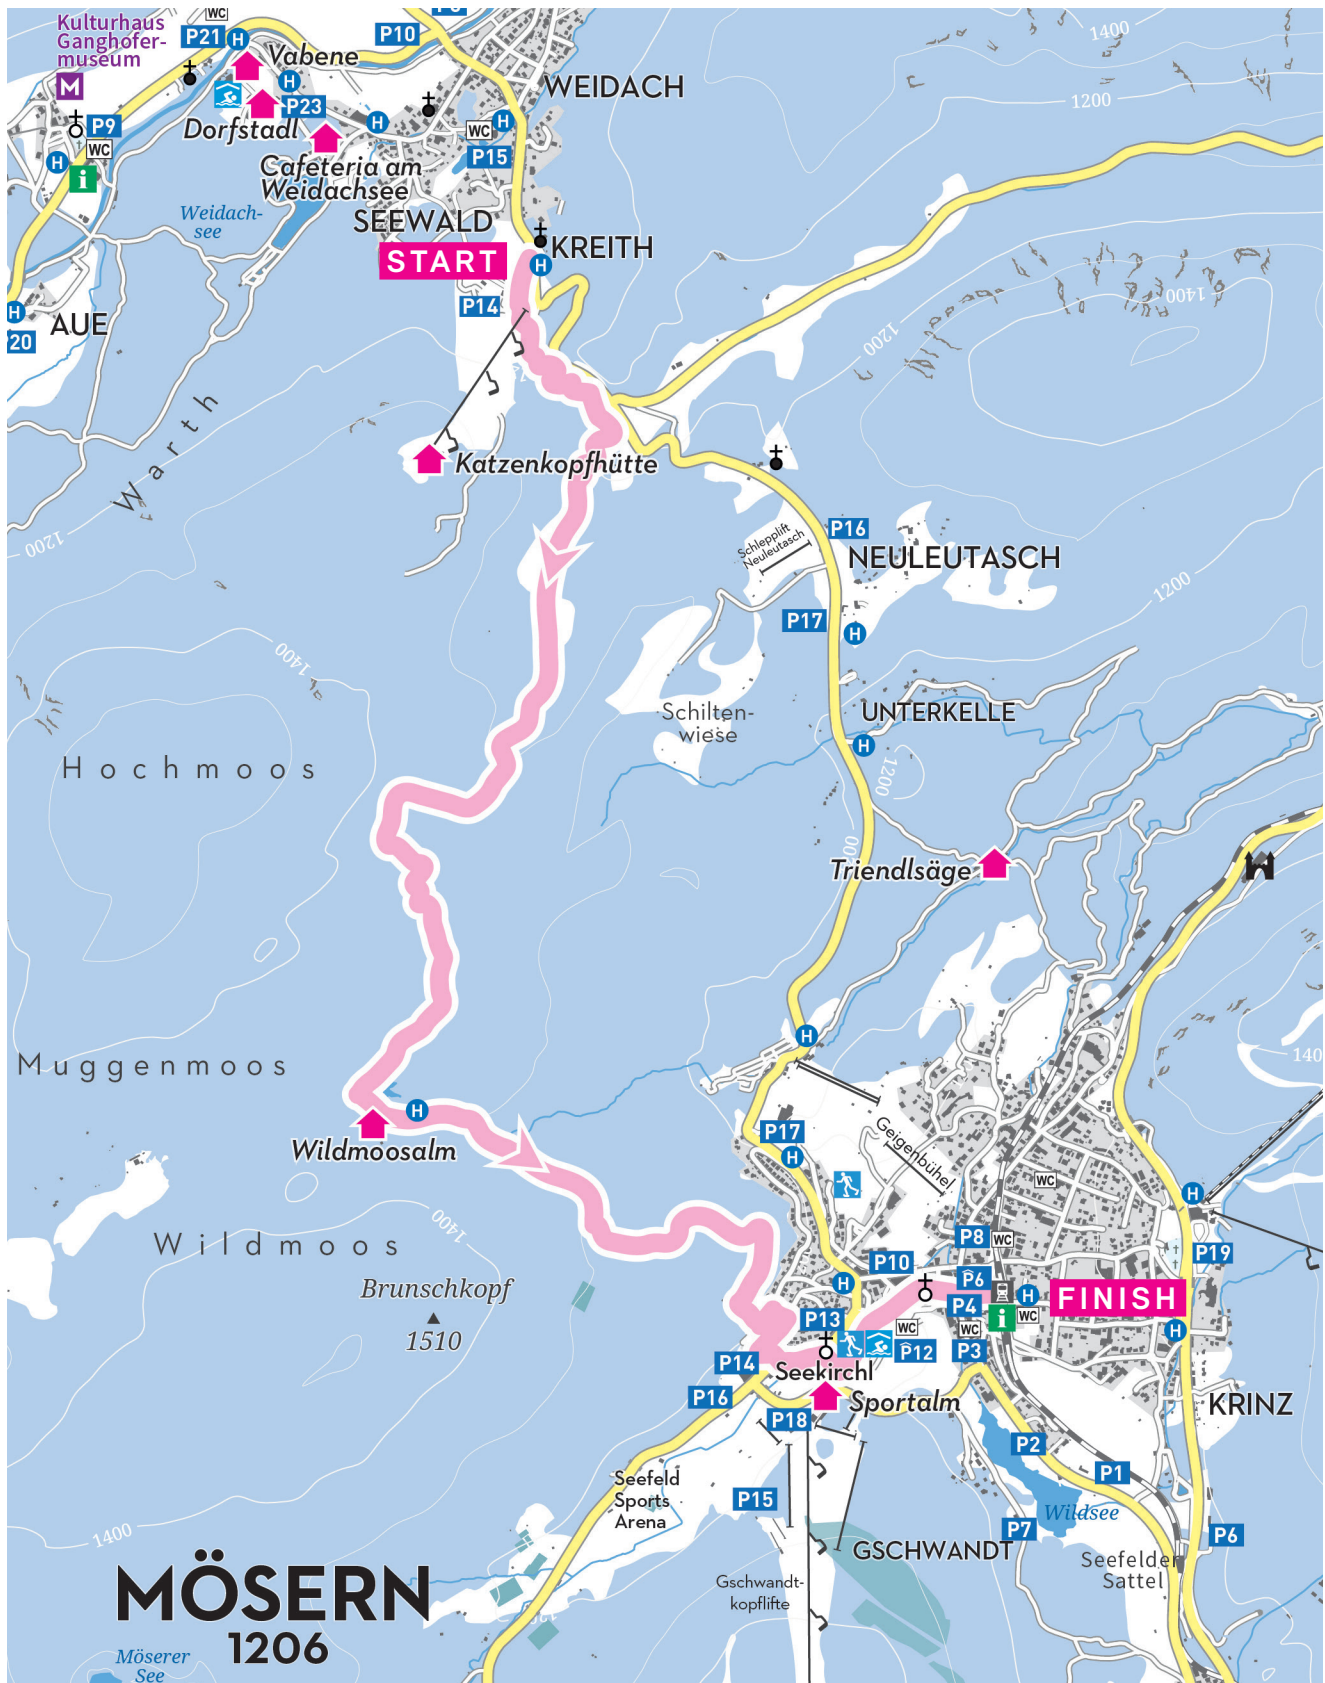 WC
Kulturhaus
Ganghofer-
museum
P21
H
P10
1400
Vabene
WEIDACH
M
H
1200
P23
Dorfstadl
P9
WC
H
H
WC
H
P15
H
i
Cafeteria am
Weidachsee
Weidach-
see
SEEWALD
KREITH
START
H
P14
H
20
AUE
1400
1200
Warth
Katzenkopfhütte
1200
P16
Schlepplift
Neuleutasch
NEULEUTASCH
1200
P17
H
1400
Schilten-
wiese
UNTERKELLE
H
1200
Hochmoos
00
Triendlsäge
H
Muggenmoos
140
H
P17
H
Geigenbühel
Wildmoosalm
WC
H
1400
P8
WC
P19
Wildmoos
P10
Brunschkopf
1510
H
P6
H
FINISH
P4
i
WC
P13
WC
WC
H
P12
P3
P14
Seekirchl
P16
Sportalm
KRINZ
P18
P2
P1
Seefeld
Sports
Arena
P15
Wildsee
P7
P6
1400
GSCHWANDT
Seefelder
Sattel
MÖSERN
1206
Gschwandt-
kopflifte
Möserer
See